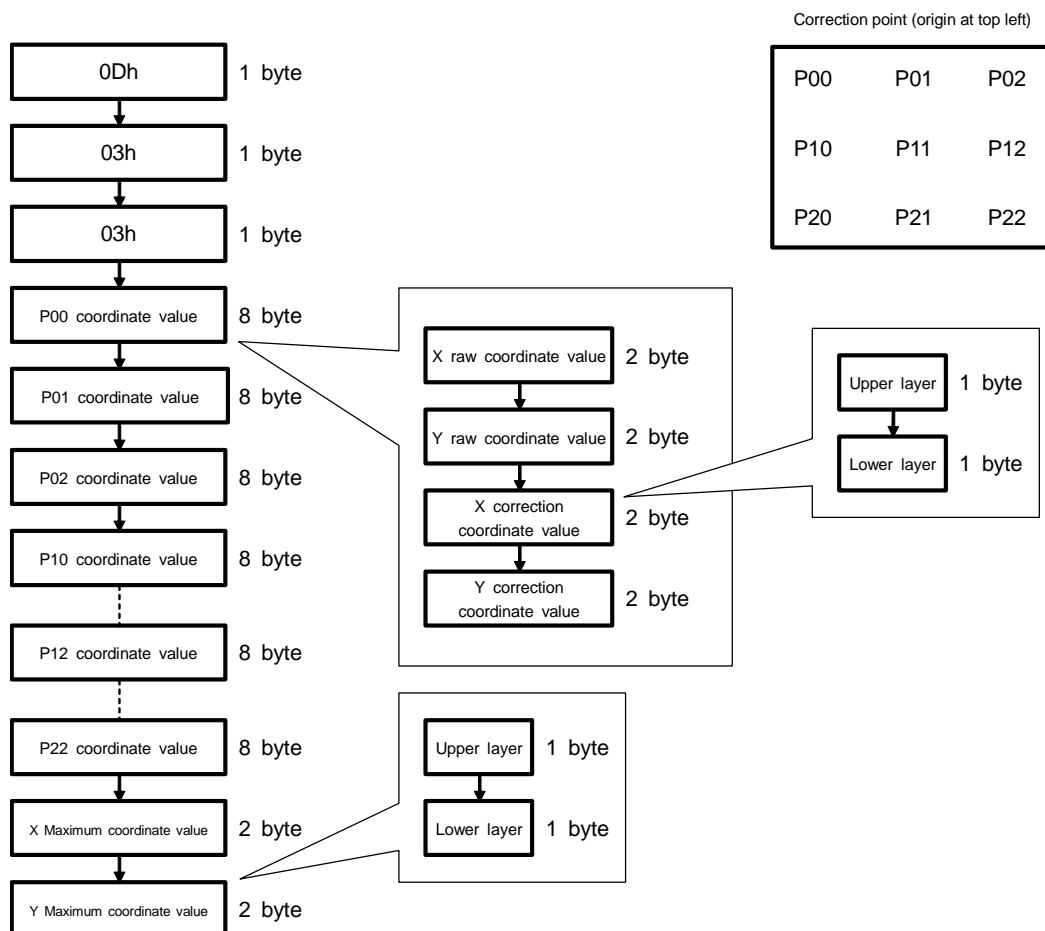 Correction point (origin at top left)
P00 P01 P02
P10 P11 P12
P20 P21 P22
0Dh 1 byte
03h 1 byte
03h 1 byte
P00 coordinate value 8 byte
P01 coordinate value 8 byte
P02 coordinate value 8 byte
P10 coordinate value 8 byte
P12 coordinate value 8 byte
P22 coordinate value 8 byte
X Maximum coordinate value 2 byte
Y Maximum coordinate value 2 byte
X raw coordinate value 2 byte
Y raw coordinate value 2 byte
X correction
coordinate value 2 byte
Y correction
coordinate value 2 byte
Upper layer 1 byte
Lower layer 1 byte
Upper layer 1 byte
Lower layer 1 byte